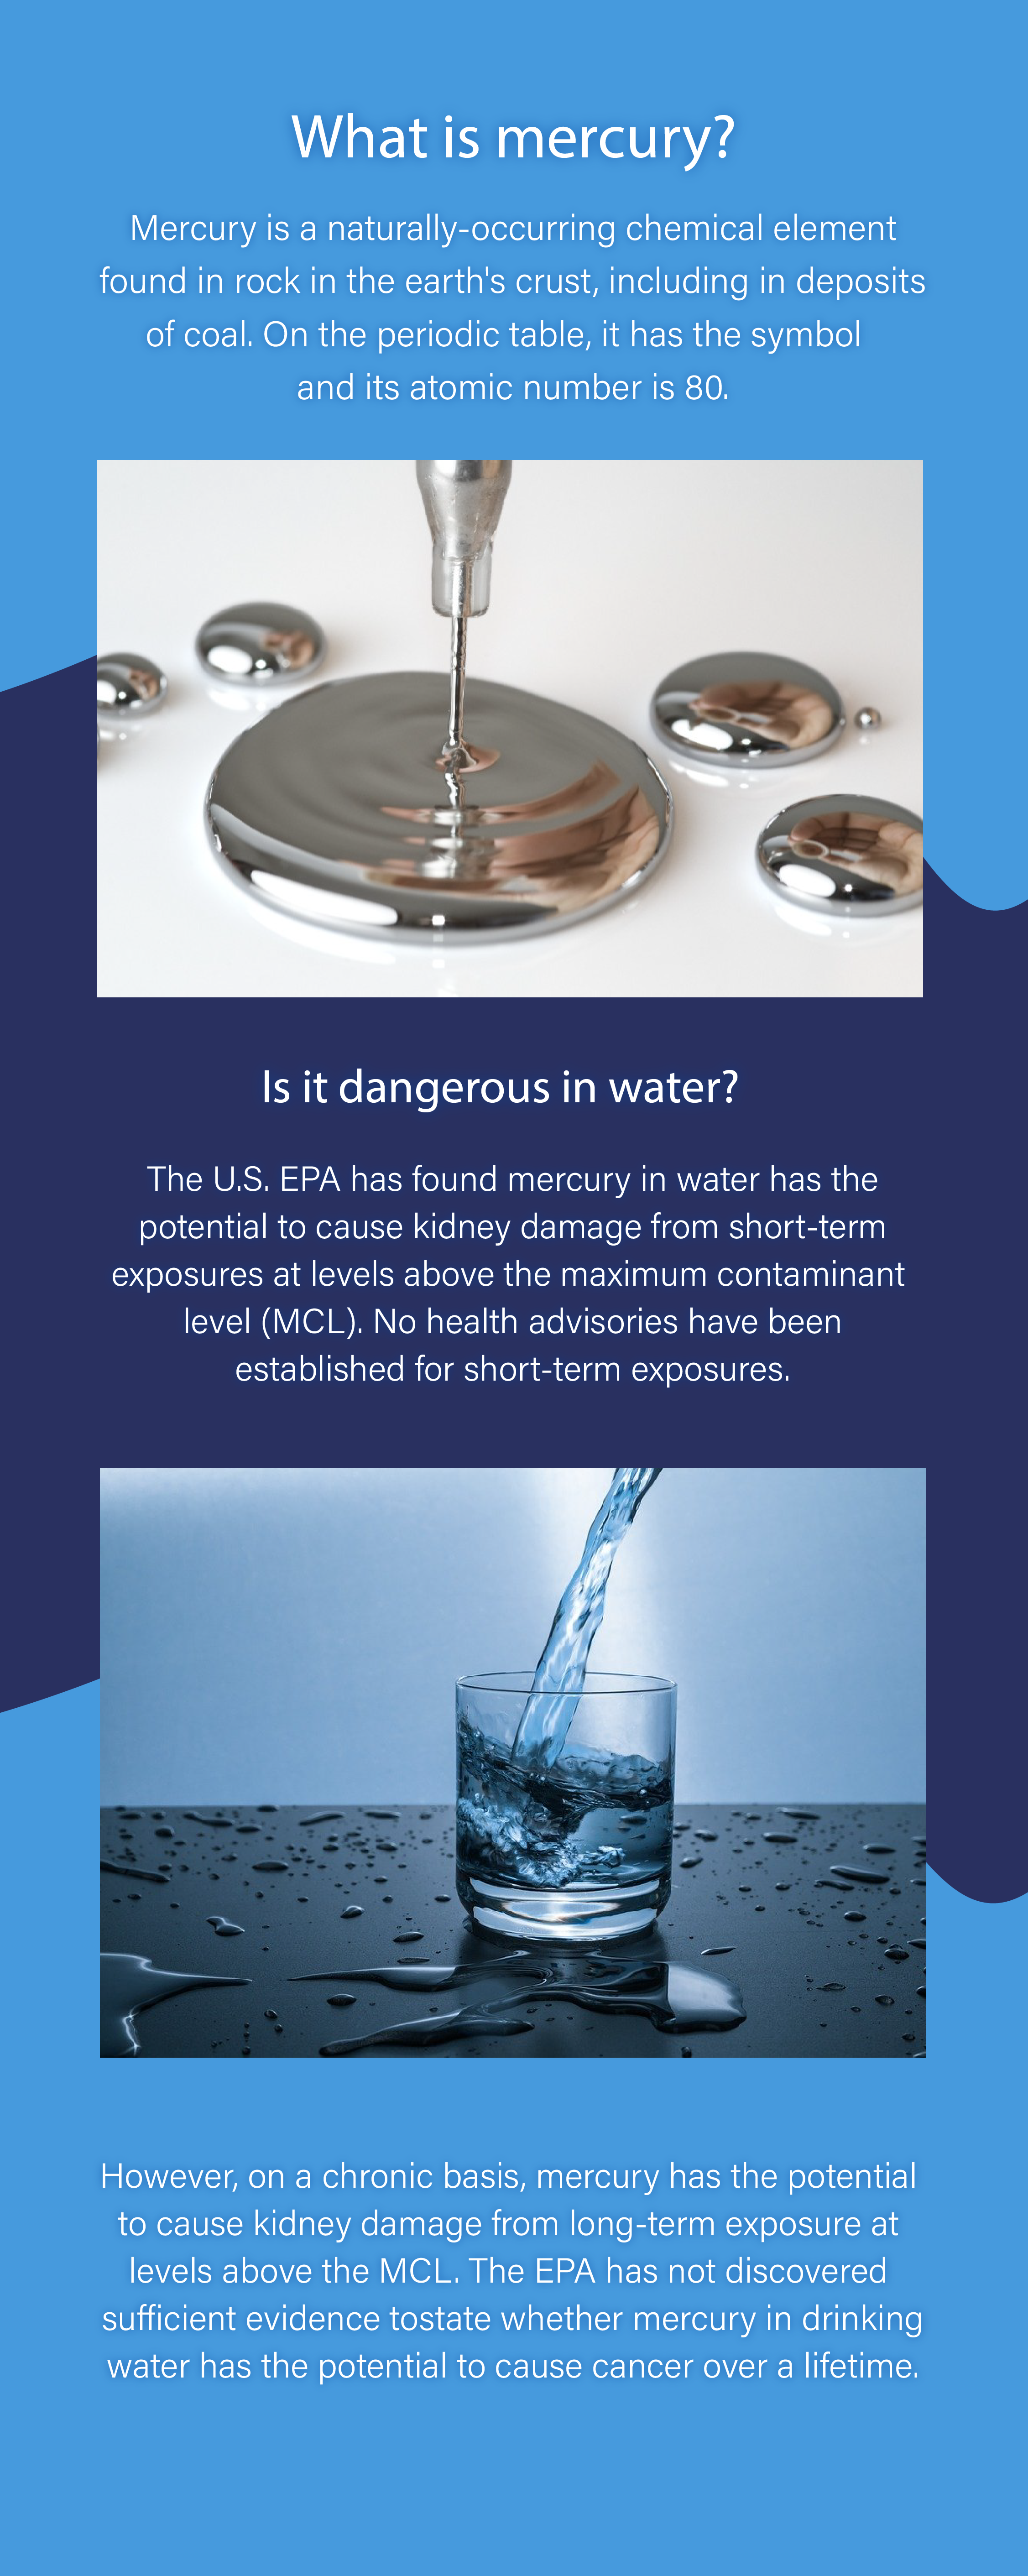 What is mercury?
Mercury is a naturally-occurring chemical element
found in rock in the earth's crust, including in deposits
of coal. On the periodic table, it has the symbol
and its atomic number is 80.
Is it dangerous in water?
The U.S. EPA has found mercury in water has the
potential to cause kidney damage from short-term
exposures at levels above the maximum contaminant
level (MCL). No health advisories have been
established for short-term exposures.
However, on a chronic basis, mercury has the potential
to cause kidney damage from long-term exposure at
levels above the MCL. The EPA has not discovered
sufficient evidence tostate whether mercury in drinking
water has the potential to cause cancer over a lifetime.